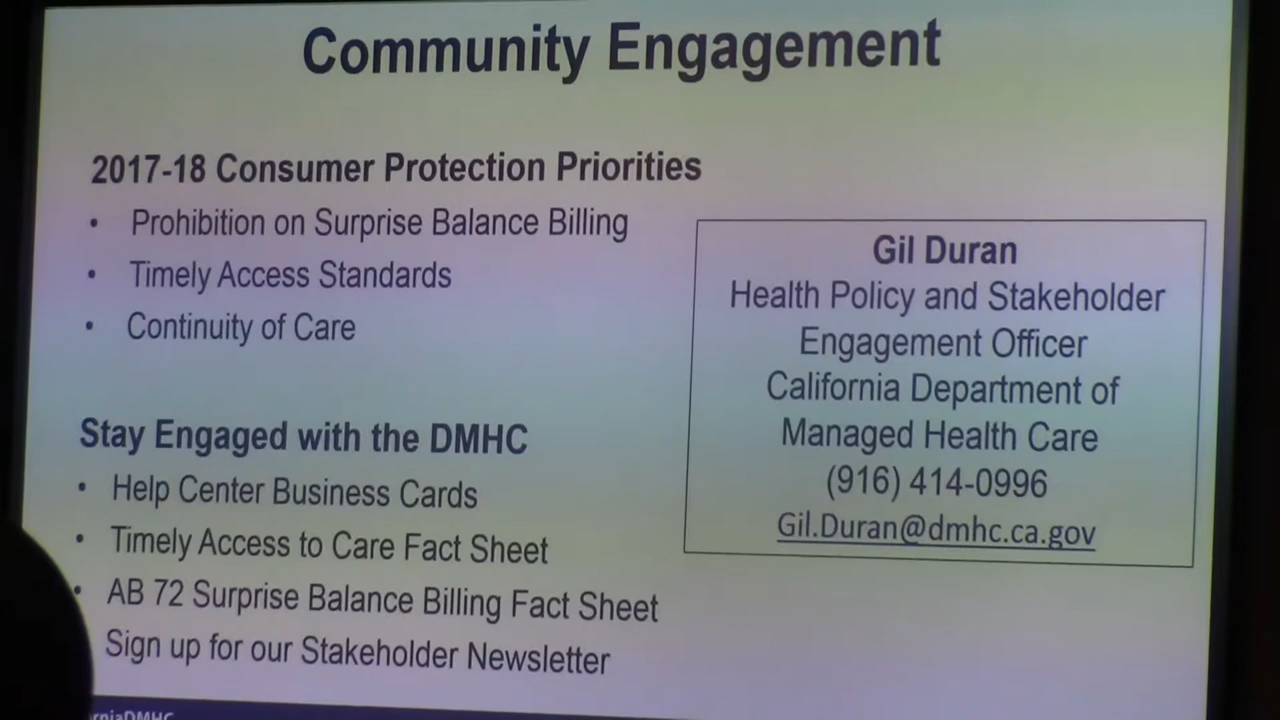 Community Engagement
2017-18 Consumer Protection Priorities
• Prohibition on Surprise Balance Billing
• Timely Access Standards
• Continuity of Care
Stay Engaged with the DMHC
• Help Center Business Cards
• Timely Access to Care Fact Sheet
• AB 72 Surprise Balance Billing Fact Sheet
Sign up for our Stakeholder Newsletter
Gil Duran
Health Policy and Stakeholder
Engagement Officer
California Department of
Managed Health Care
(916) 414-0996
Gil.Duran@dmhc.ca.gov